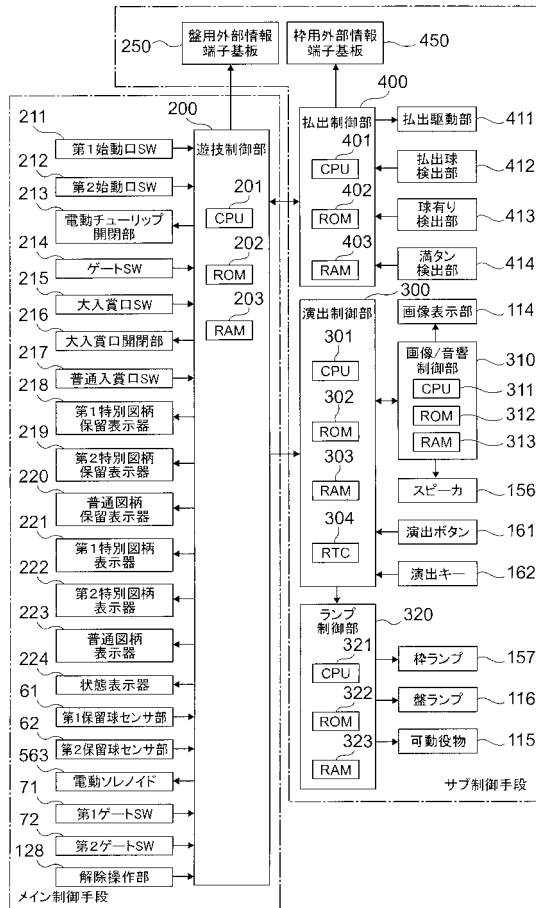 250
盤用外部情報
端子基板
枠用外部情報
端子基板
450
200
遊技制御部
201
CPU
202
ROM
203
RAM
211
第1始動口SW
212
第2始動口SW
213
電動チューリップ
開閉部
214
ゲートSW
215
大入賞口SW
216
大入賞口開閉部
217
普通入賞口SW
218
第1特別図柄
保留表示器
219
第2特別図柄
保留表示器
220
普通図柄
保留表示器
221
第1特別図柄
表示器
222
第2特別図柄
表示器
223
普通図柄
表示器
224
状態表示器
61
第1保留球センサ部
62
第2保留球センサ部
563
電動ソレノイド
71
第1ゲートSW
72
第2ゲートSW
128
解除操作部
メイン制御手段
400
払出制御部
401
CPU
402
ROM
403
RAM
払出駆動部
411
払出球
検出部
412
球有り
検出部
413
満タン
検出部
414
300
演出制御部
301
CPU
302
ROM
303
RAM
304
RTC
画像表示部
114
画像/音響
制御部
310
CPU
311
ROM
312
RAM
313
スピーカ
156
演出ボタン
161
演出キー
162
ランプ
制御部
320
321
CPU
322
ROM
323
RAM
枠ランプ
157
盤ランプ
116
可動役物
115
サブ制御手段